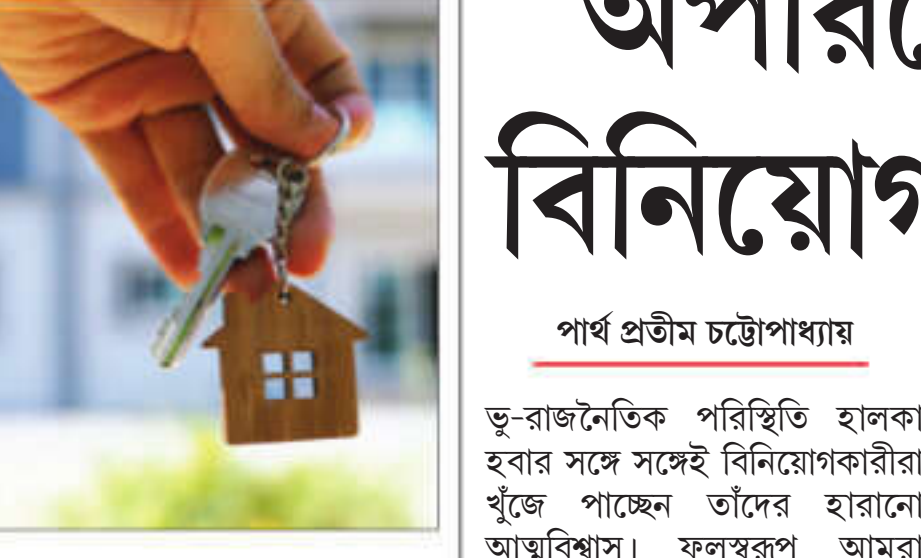 বিনিয়োগ
পার্থ প্রতীম চট্টোপাধ্যায়
ভু-রাজনৈতিক পরিস্থিতি হালকা
হবার সঙ্গে সঙ্গেই বিনিয়োগকারীরা
খুঁজে পাচ্ছেন তাঁদের হারানো
আত্মবিশ্বাস। ফলস্বরূপ আমরা